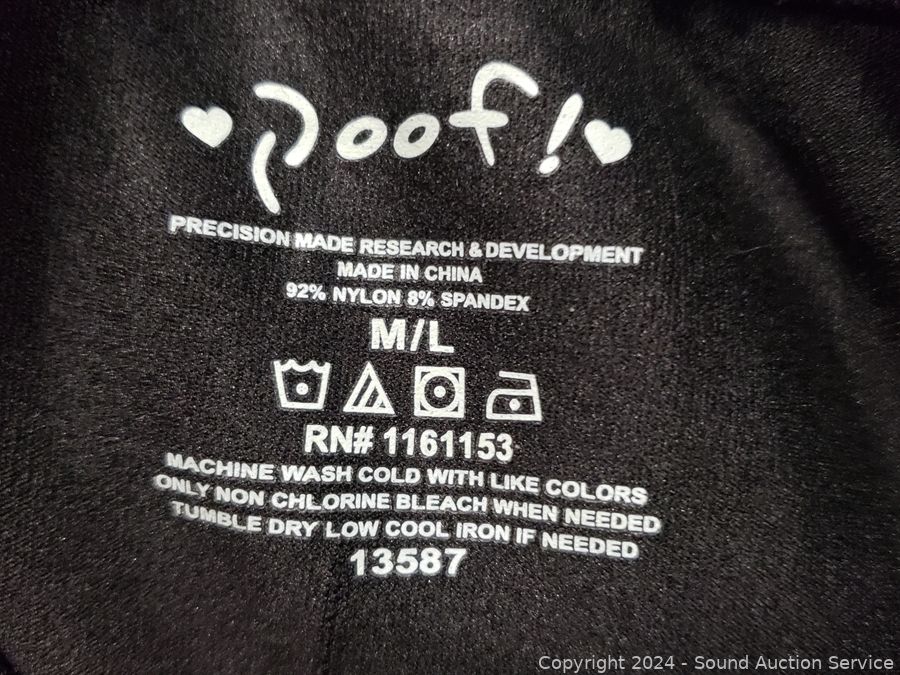 Poof!
PRECISION MADE RESEARCH & DEVELOPMENT
MADE IN CHINA
92% NYLON 8% SPANDEX
M/L
RN# 1161153
MACHINE WASH COLD WITH LIKE COLORS
ONLY NON CHLORINE BLEACH WHEN NEEDED
TUMBLE DRY LOW COOL IRON IF NEEDED
13587
Copyright 2024 - Sound Auction Service